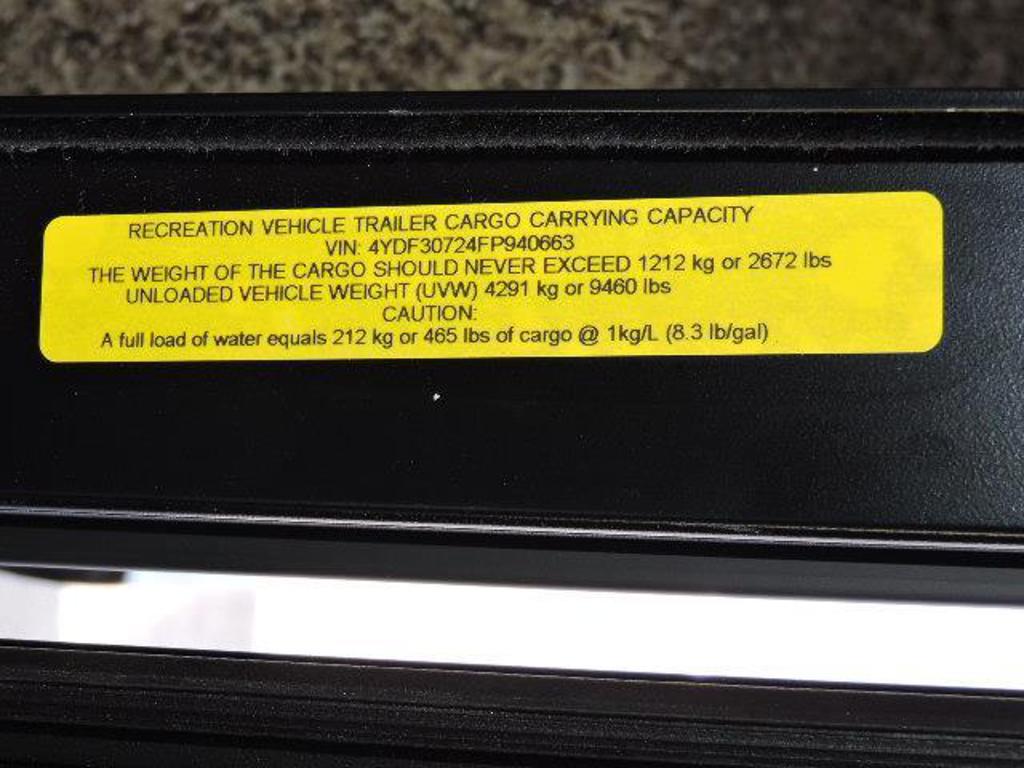 RECREATION VEHICLE TRAILER CARGO CARRYING CAPACITY
VIN: 4YDF30724FP940663
THE WEIGHT OF THE CARGO SHOULD NEVER EXCEED 1212 kg or 2672 lbs
UNLOADED VEHICLE WEIGHT (UVW) 4291 kg or 9460 lbs
CAUTION:
A full load of water equals 212 kg or 465 lbs of cargo @ 1kg/L (8.3 lb/gal)